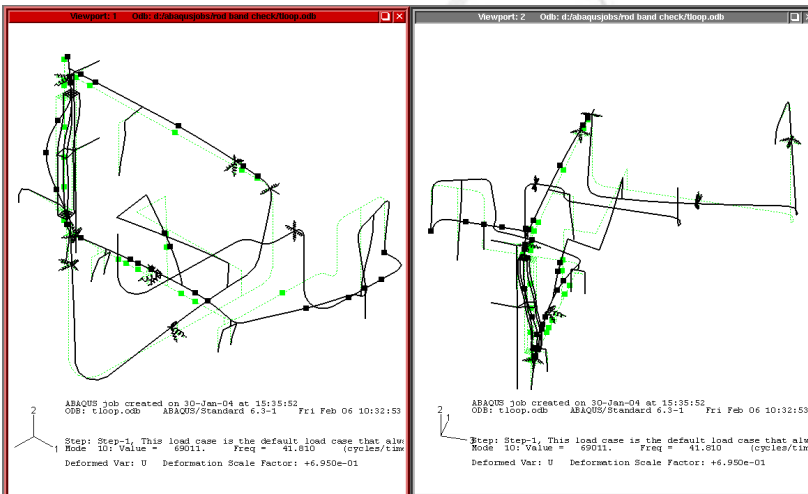 Viewport: 1 Odb: d:/abaqusjobs/rod band check/tloop.odb
2
1
ABAQUS job created on 30-Jan-04 at 15:35:52
ODB: tloop.odb ABAQUS/Standard 6.3-1 Fri Feb 06 10:32:53
Step: Step-1, This load case is the default load case that alwa
Mode 10: Value = 69011. Freq = 41.810 (cycles/time
Deformed Var: U Deformation Scale Factor: +6.950e-01
Viewport: 2 Odb: d:/abaqusjobs/rod band check/tloop.odb
2
1
3
ABAQUS job created on 30-Jan-04 at 15:35:52
ODB: tloop.odb ABAQUS/Standard 6.3-1 Fri Feb 06 10:32:53
Step: Step-1, This load case is the default load case that alw
Mode 10: Value = 69011. Freq = 41.810 (cycles/tim
Deformed Var: U Deformation Scale Factor: +6.950e-01